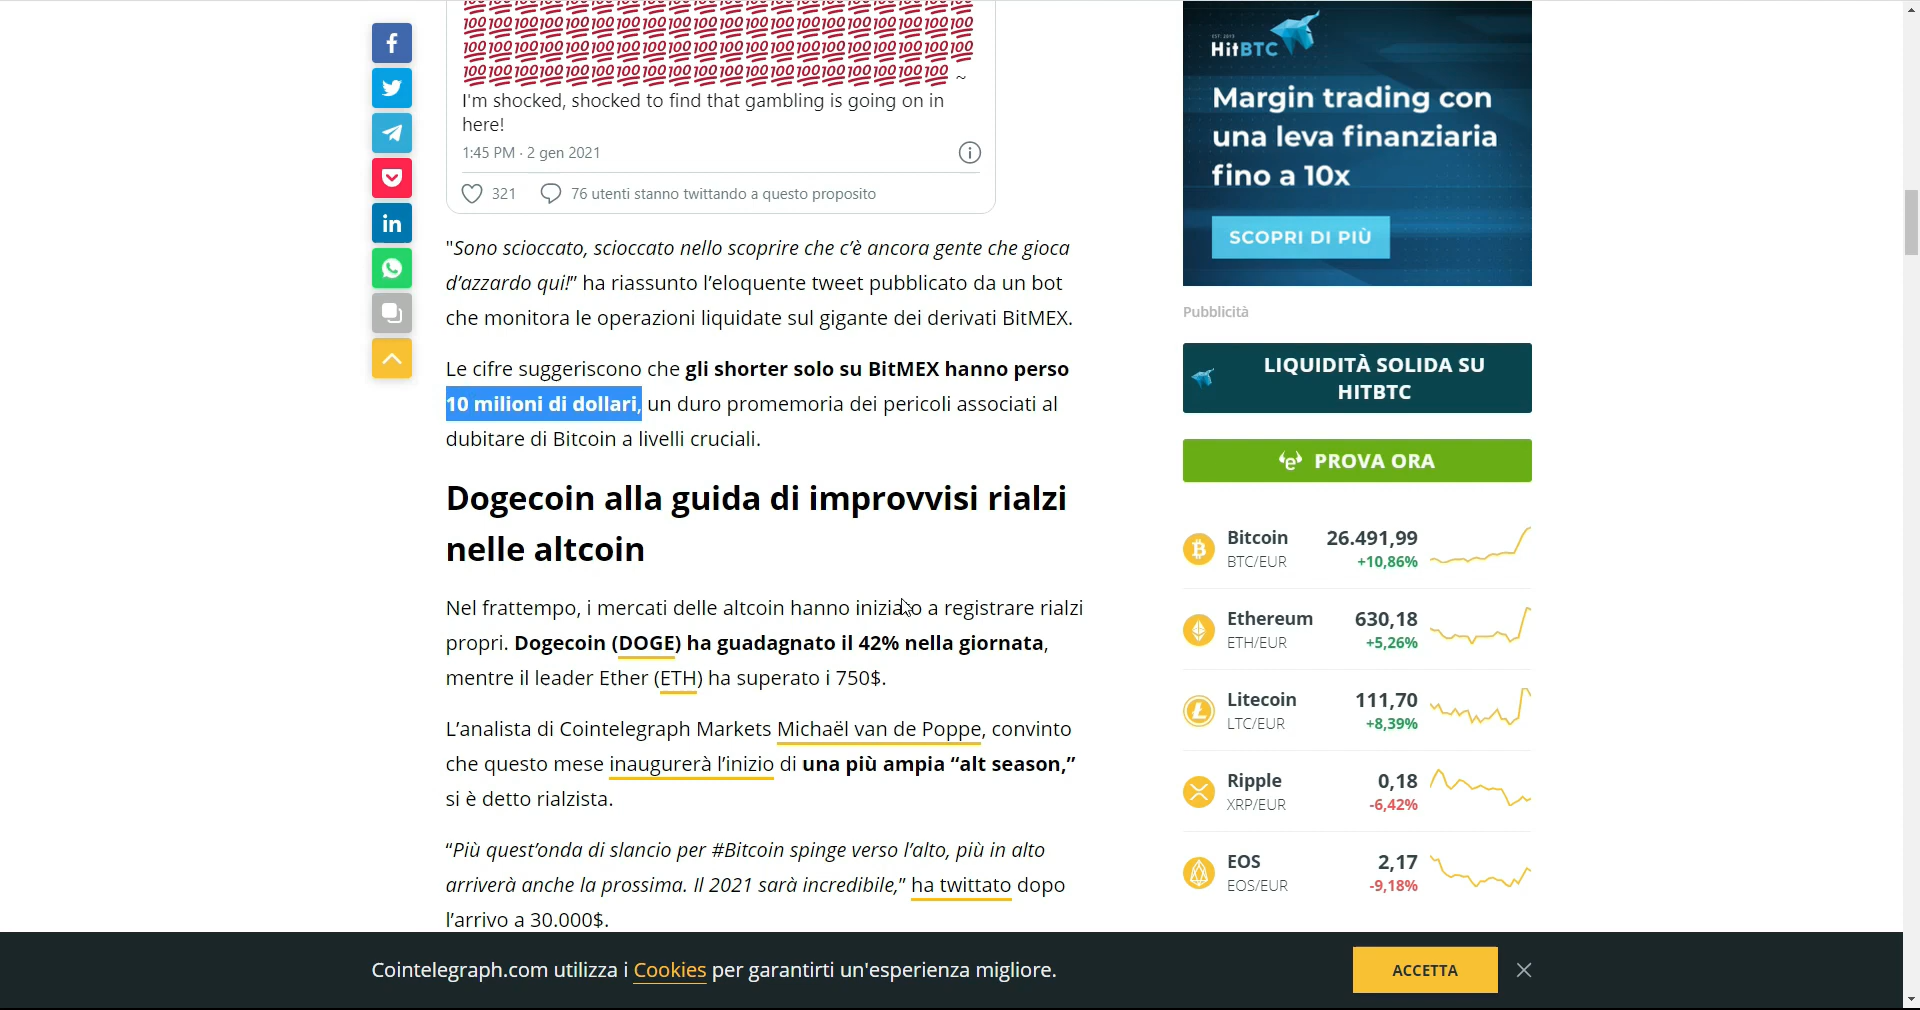 💯💯💯💯💯💯💯💯💯💯💯💯💯💯💯💯💯💯💯💯
💯💯💯💯💯💯💯💯💯💯💯💯💯💯💯💯💯💯💯💯
💯💯💯💯💯💯💯💯💯💯💯💯💯💯💯💯💯💯💯💯
💯💯💯💯💯💯💯💯💯💯💯💯💯💯💯💯💯💯💯 ~
I'm shocked, shocked to find that gambling is going on in
here!
1:45 PM · 2 gen 2021
321
76 utenti stanno twittando a questo proposito
"Sono scioccato, scioccato nello scoprire che c’è ancora gente che gioca
d’azzardo qui!” ha riassunto l’eloquente tweet pubblicato da un bot
che monitora le operazioni liquidate sul gigante dei derivati BitMEX.
Le cifre suggeriscono che gli shorter solo su BitMEX hanno perso
10 milioni di dollari, un duro promemoria dei pericoli associati al
dubitare di Bitcoin a livelli cruciali.
Dogecoin alla guida di improvvisi rialzi
nelle altcoin
Nel frattempo, i mercati delle altcoin hanno iniziato a registrare rialzi
propri. Dogecoin (DOGE) ha guadagnato il 42% nella giornata,
mentre il leader Ether (ETH) ha superato i 750$.
L’analista di Cointelegraph Markets Michaël van de Poppe, convinto
che questo mese inaugurerà l’inizio di una più ampia “alt season,”
si è detto rialzista.
“Più quest’onda di slancio per #Bitcoin spinge verso l’alto, più in alto
arriverà anche la prossima. Il 2021 sarà incredibile,” ha twittato dopo
l’arrivo a 30.000$.
EST. 2013
HitBTC
Margin trading con
una leva finanziaria
fino a 10x
SCOPRI DI PIÙ
Pubblicità
LIQUIDITÀ SOLIDA SU
HITBTC
PROVA ORA
Bitcoin 26.491,99
BTC/EUR +10,86%
Ethereum 630,18
ETH/EUR +5,26%
Litecoin 111,70
LTC/EUR +8,39%
Ripple 0,18
XRP/EUR -6,42%
EOS 2,17
EOS/EUR -9,18%
Cointelegraph.com utilizza i Cookies per garantirti un'esperienza migliore.
ACCETTA